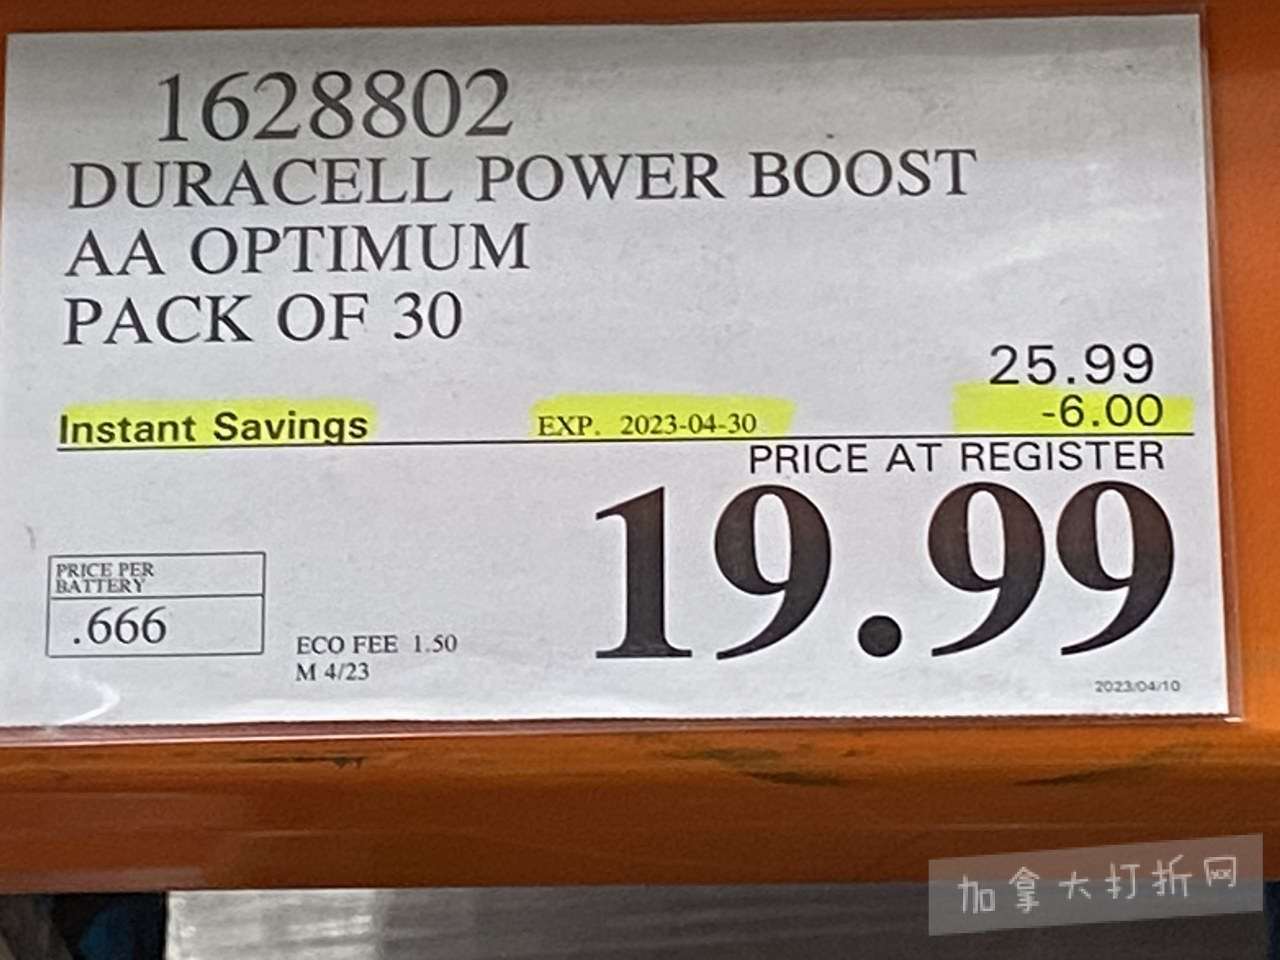 1628802
DURACELL POWER BOOST
AA OPTIMUM
PACK OF 30
25.99
Instant Savings EXP. 2023-04-30 -6.00
PRICE AT REGISTER
19.99
PRICE PER
BATTERY
.666
ECO FEE 1.50
M 4/23
2023/04/10
加拿大打折网